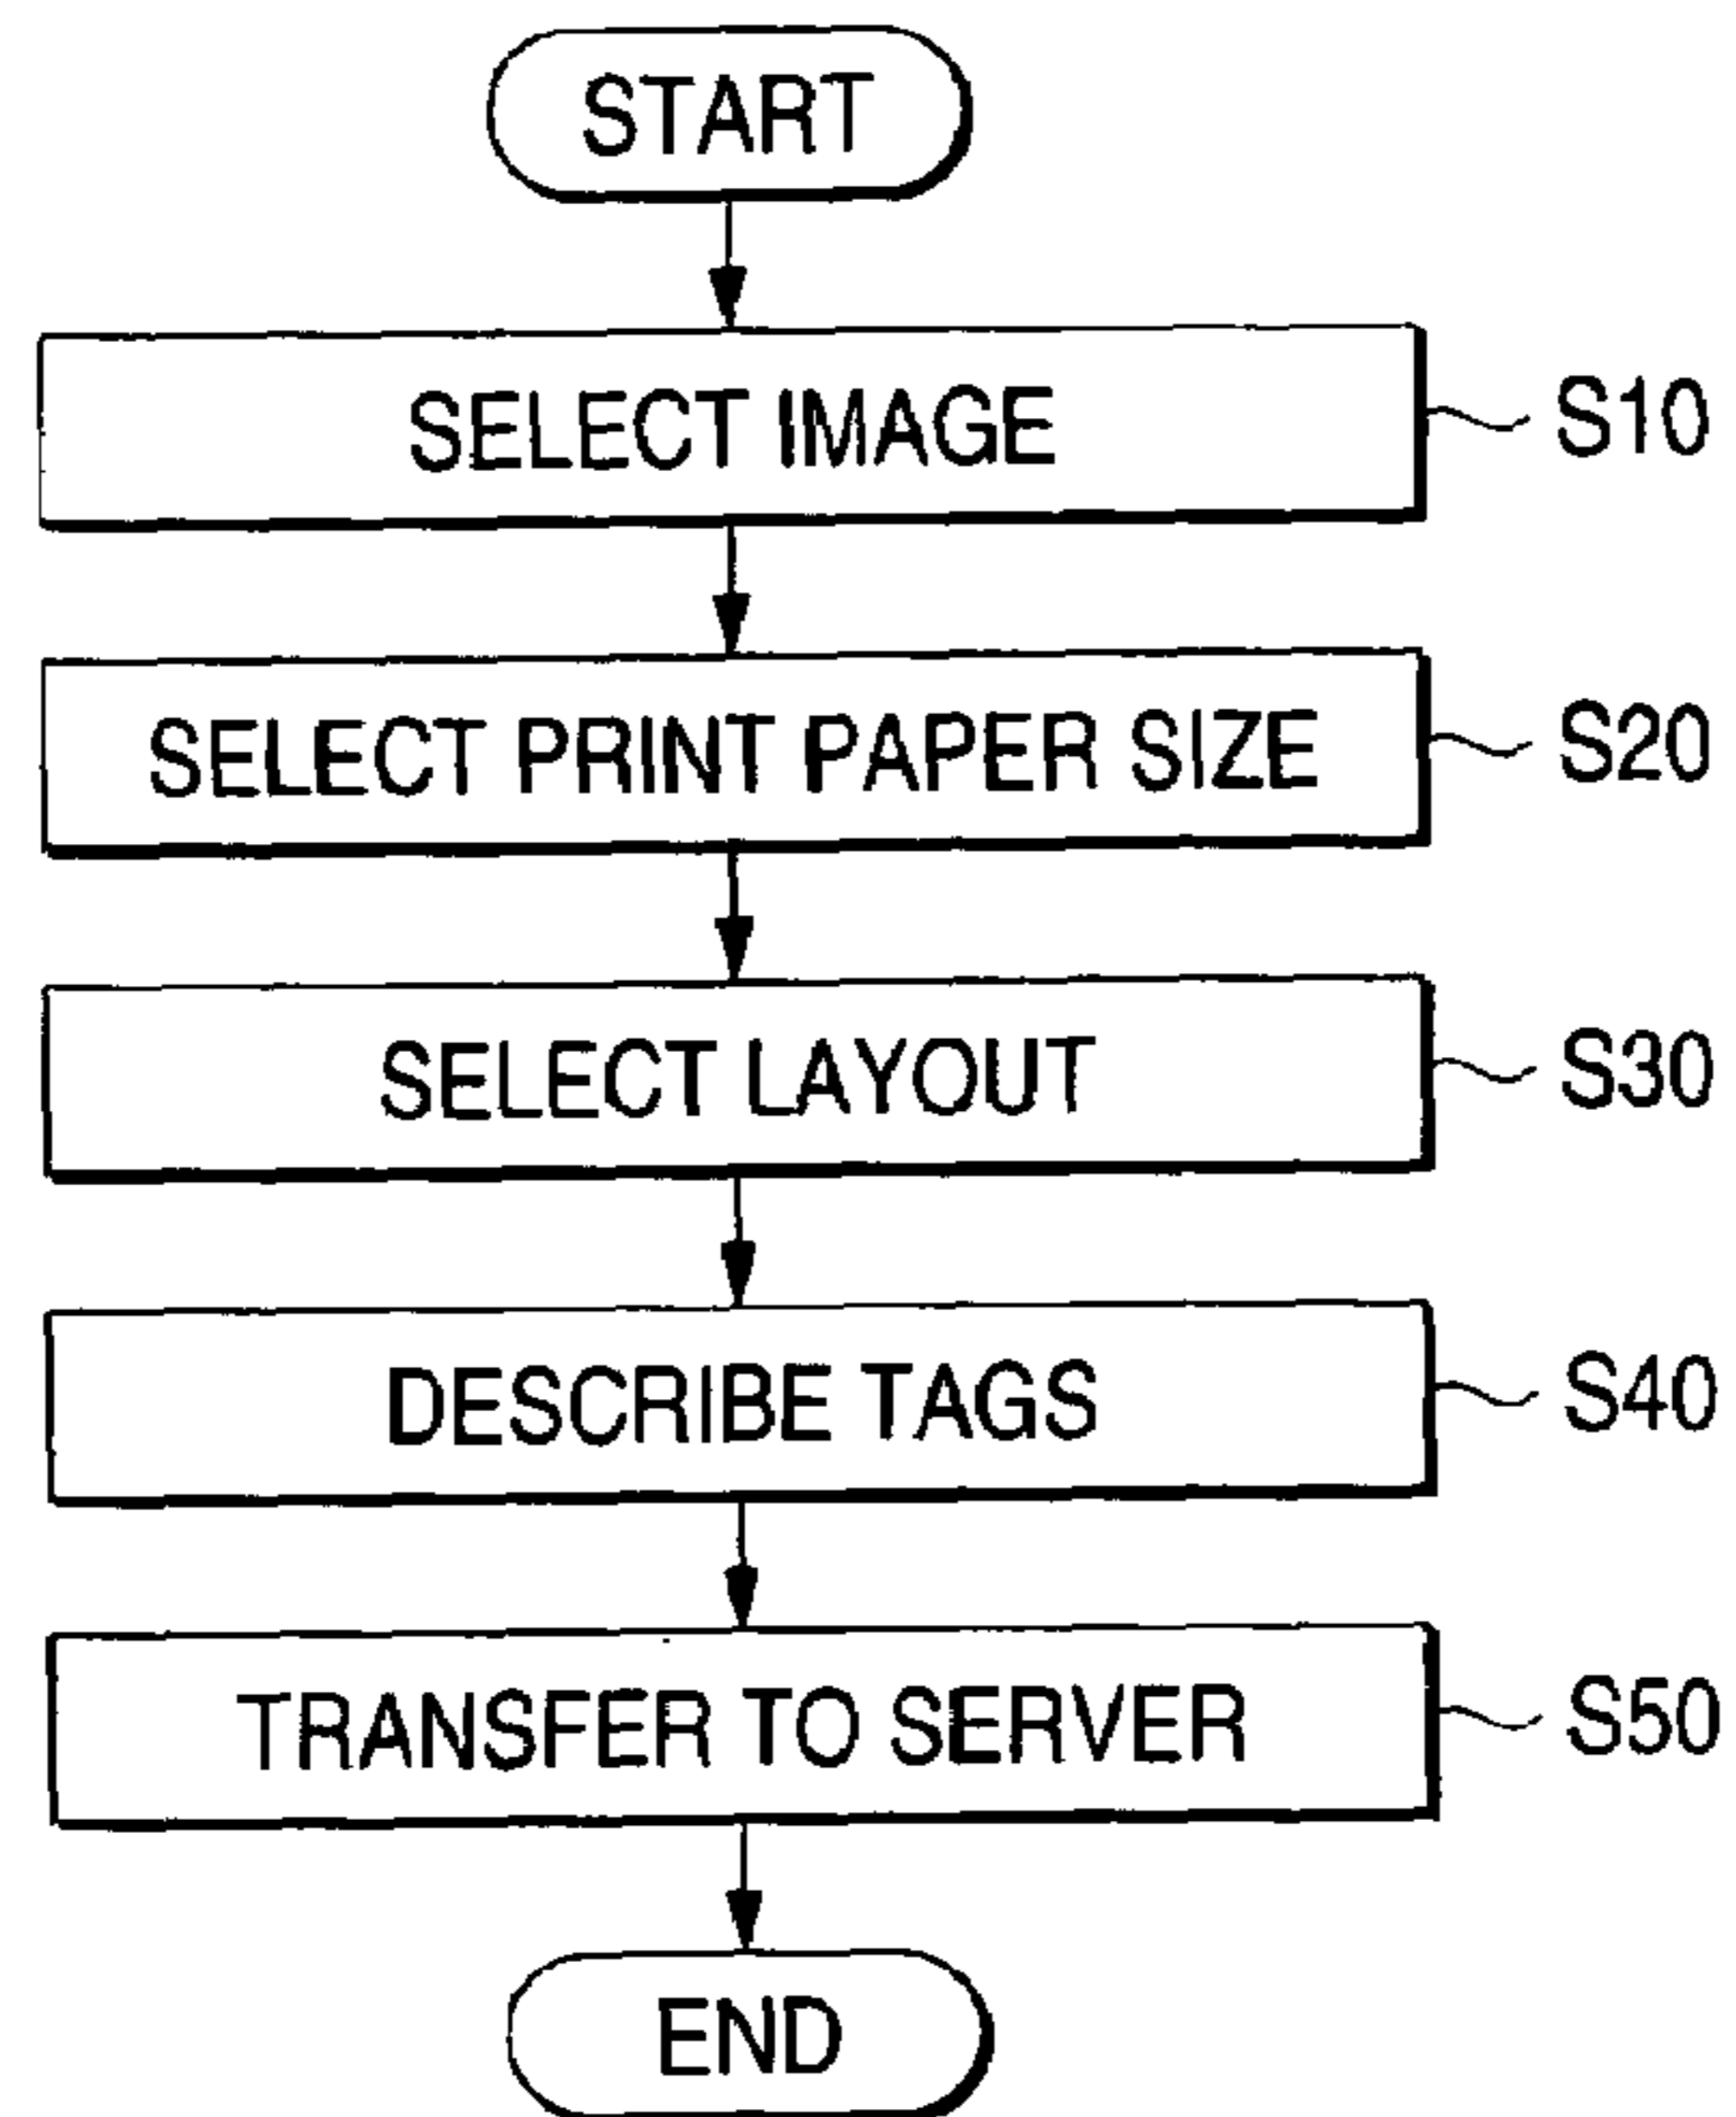 START
SELECT IMAGE S10
SELECT PRINT PAPER SIZE S20
SELECT LAYOUT S30
DESCRIBE TAGS S40
TRANSFER TO SERVER S50
END